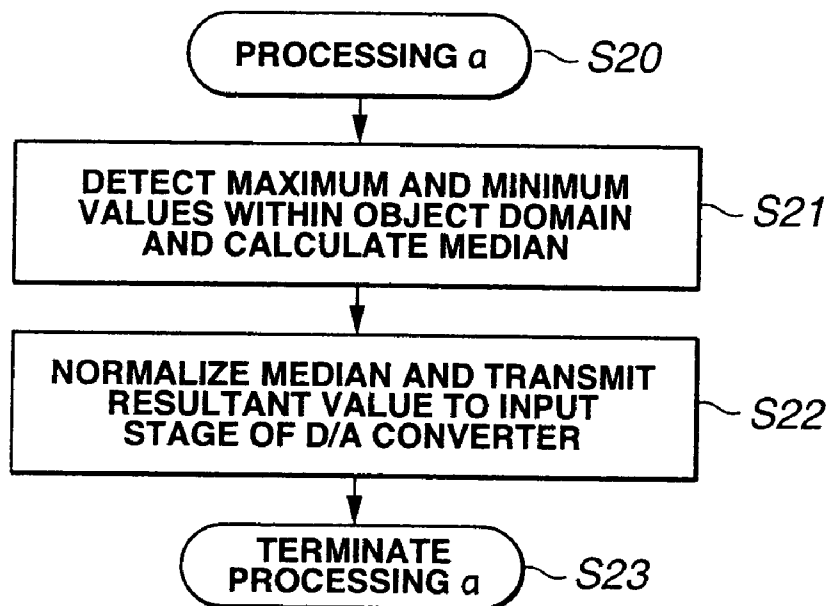 PROCESSING a
S20
DETECT MAXIMUM AND MINIMUM
VALUES WITHIN OBJECT DOMAIN
AND CALCULATE MEDIAN
S21
NORMALIZE MEDIAN AND TRANSMIT
RESULTANT VALUE TO INPUT
STAGE OF D/A CONVERTER
S22
TERMINATE
PROCESSING a
S23